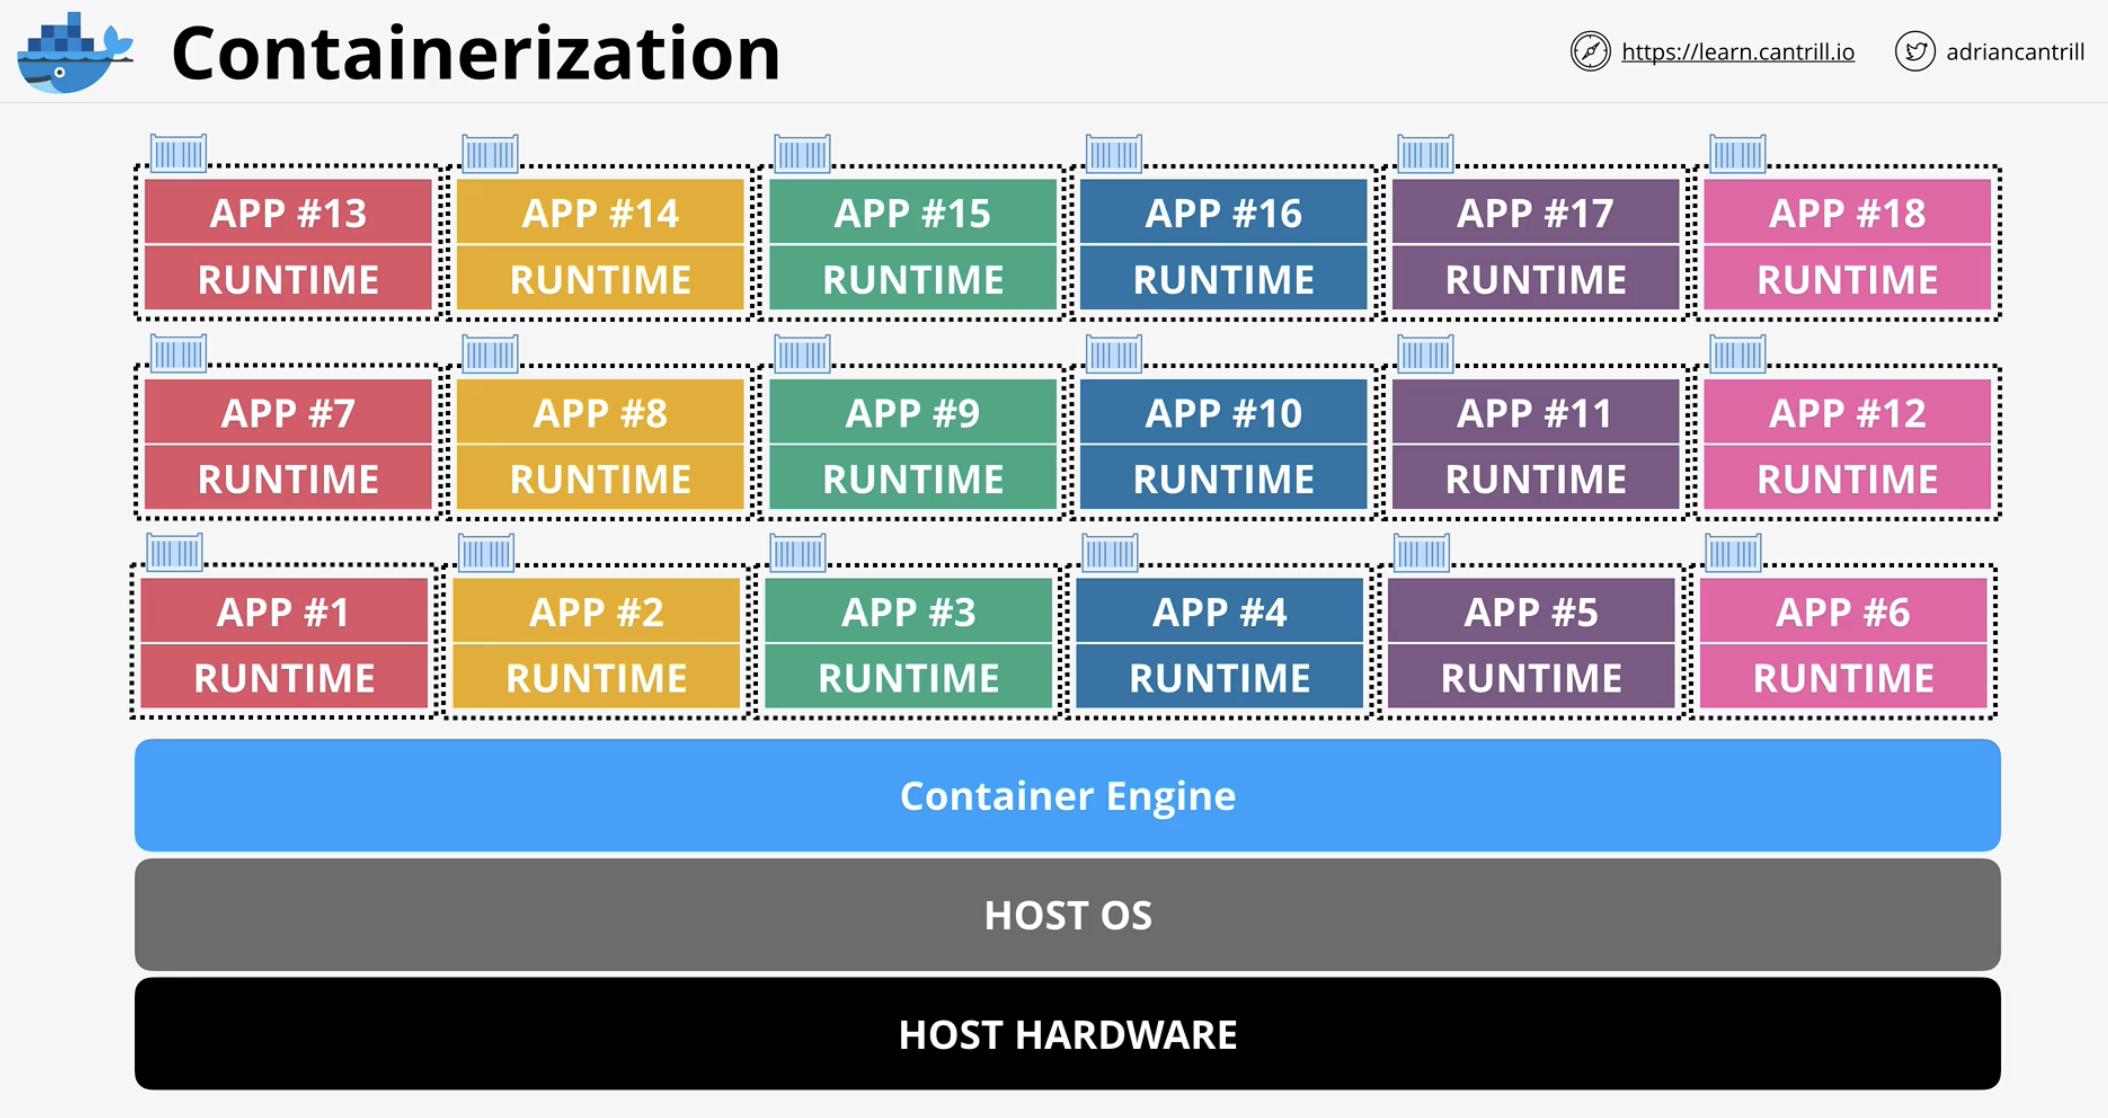 Containerization
https://learn.cantrill.io
adriancantrill
APP #13
RUNTIME
APP #14
RUNTIME
APP #15
RUNTIME
APP #16
RUNTIME
APP #17
RUNTIME
APP #18
RUNTIME
APP #7
RUNTIME
APP #8
RUNTIME
APP #9
RUNTIME
APP #10
RUNTIME
APP #11
RUNTIME
APP #12
RUNTIME
APP #1
RUNTIME
APP #2
RUNTIME
APP #3
RUNTIME
APP #4
RUNTIME
APP #5
RUNTIME
APP #6
RUNTIME
Container Engine
HOST OS
HOST HARDWARE